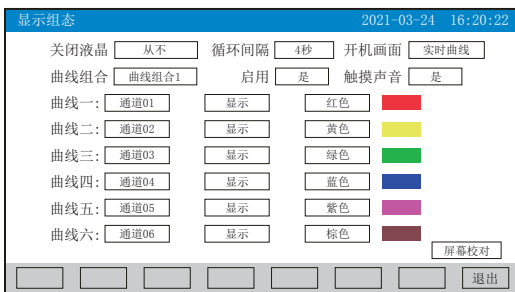 显示组态 2021-03-24 16:20:22
关闭液晶 从不 循环间隔 4秒 开机画面 实时曲线
曲线组合 曲线组合1 启用 是 触摸声音 是
曲线一: 通道01 显示 红色
曲线二: 通道02 显示 黄色
曲线三: 通道03 显示 绿色
曲线四: 通道04 显示 蓝色
曲线五: 通道05 显示 紫色
曲线六: 通道06 显示 棕色
屏幕校对
退出